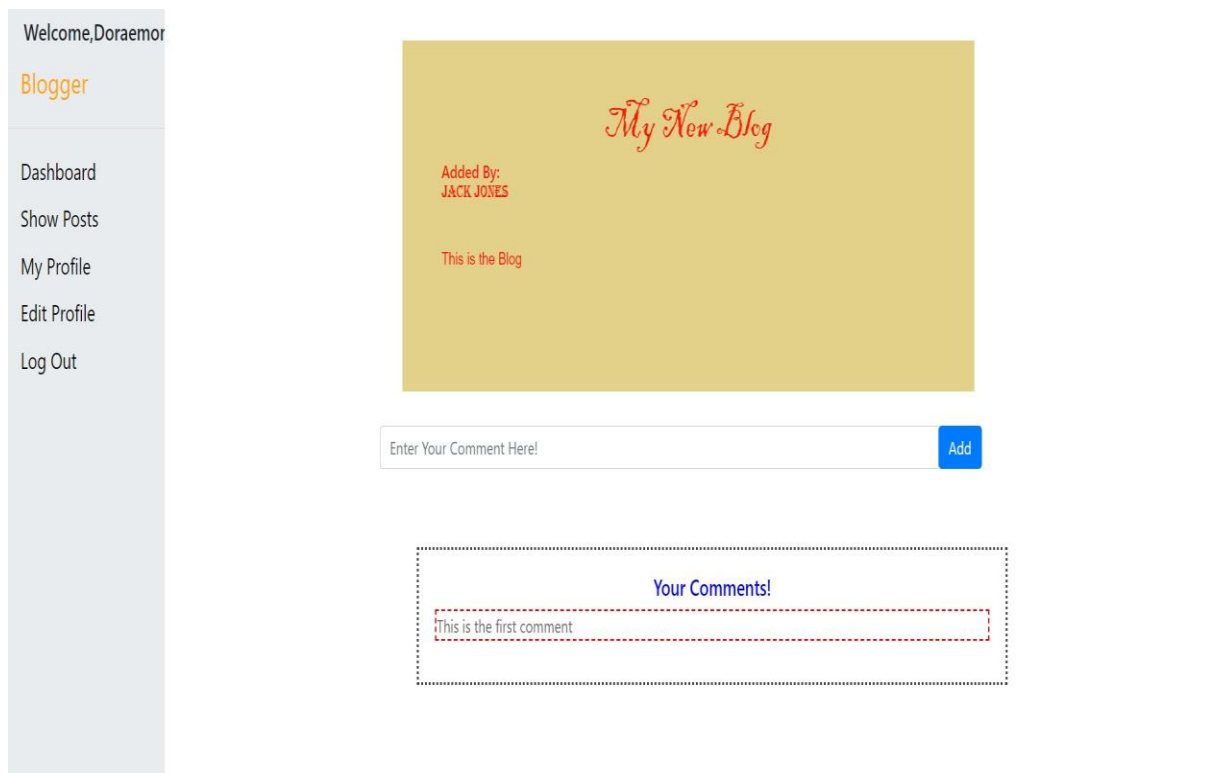 Welcome,Doraemon
Blogger
Dashboard
Show Posts
My Profile
Edit Profile
Log Out
My New Blog
Added By:
JACK JONES
This is the Blog
Enter Your Comment Here!
Add
Your Comments!
This is the first comment